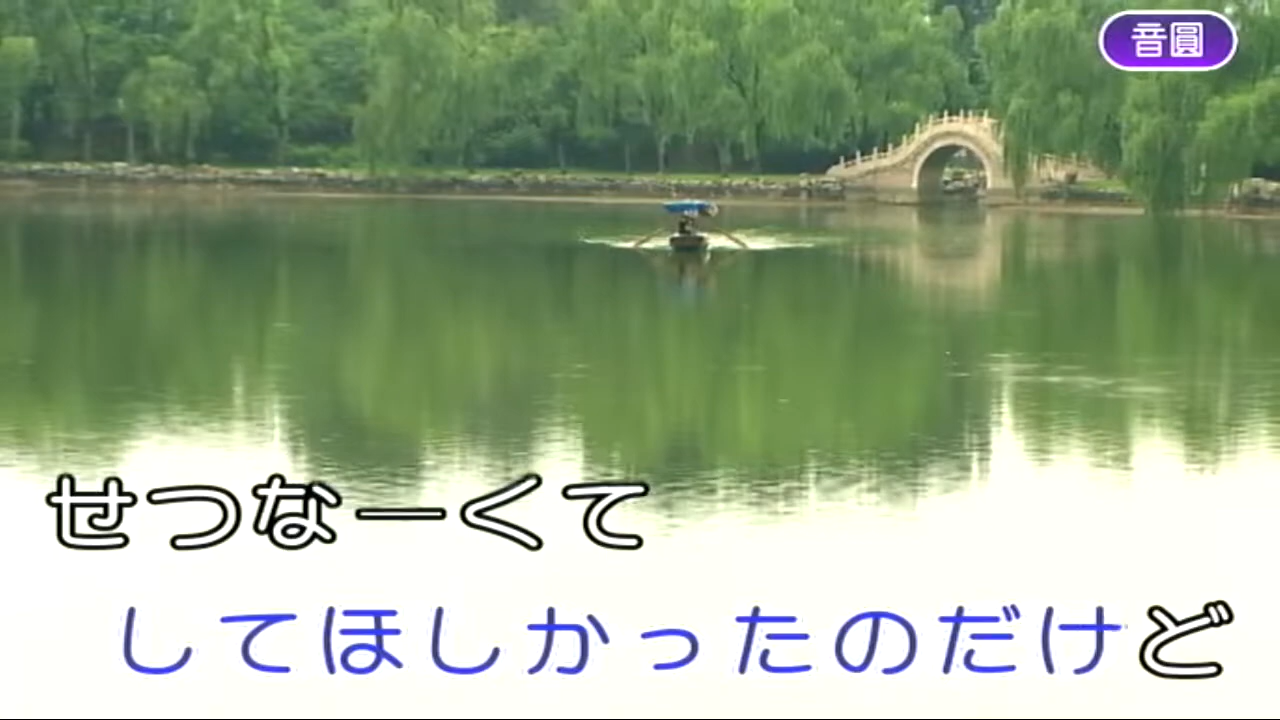 音圓
せつなーくて
してほしかったのだけど